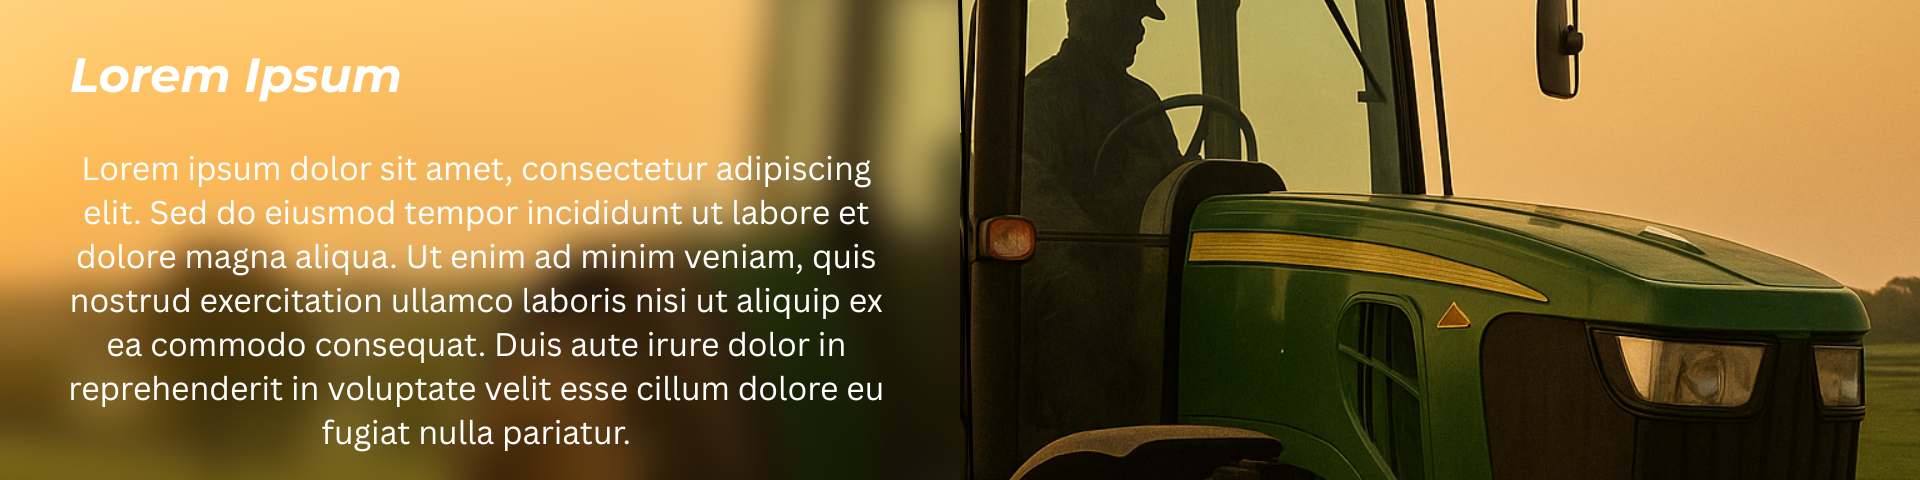 Lorem Ipsum
Lorem ipsum dolor sit amet, consectetur adipiscing
elit. Sed do eiusmod tempor incididunt ut labore et
dolore magna aliqua. Ut enim ad minim veniam, quis
nostrud exercitation ullamco laboris nisi ut aliquip ex
ea commodo consequat. Duis aute irure dolor in
reprehenderit in voluptate velit esse cillum dolore eu
fugiat nulla pariatur.